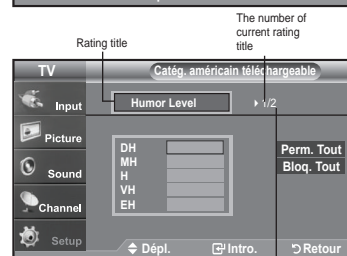 The number of
current rating
title
Rating title
TV
Catég. américain téléchargeable
Input
Humor Level
1/2
Picture
DH
MH
H
VH
EH
Perm. Tout
Bloq. Tout
Sound
Channel
Setup
Dépl.
Intro.
Retour